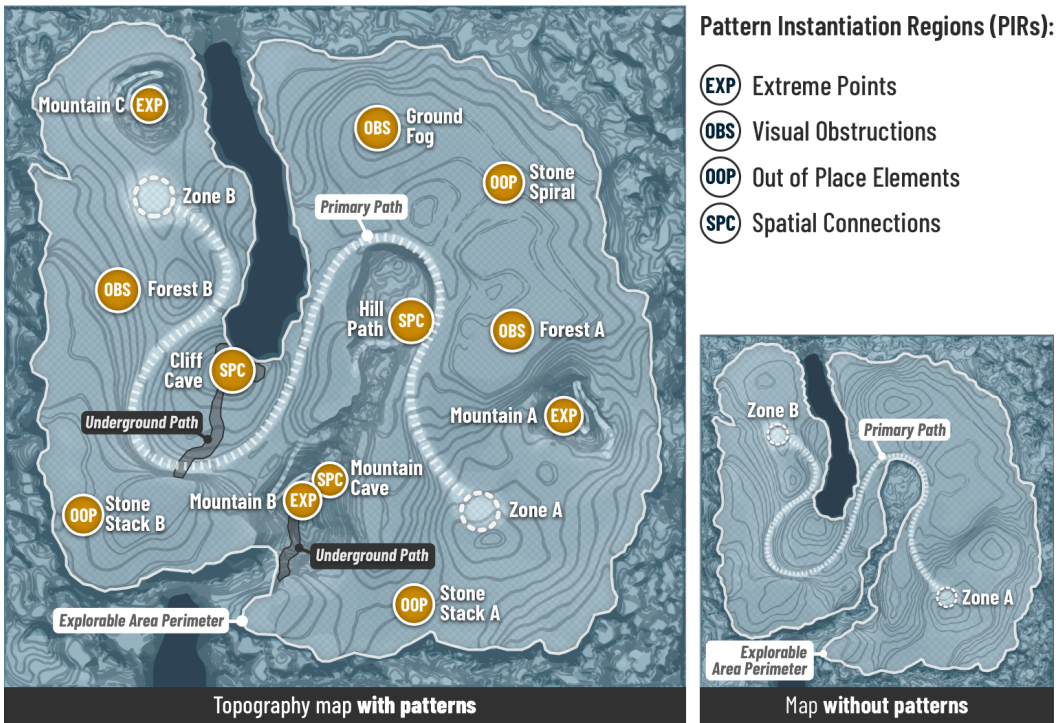 Pattern Instantiation Regions (PIRs):
EXP Extreme Points
OBS Visual Obstructions
OOP Out of Place Elements
SPC Spatial Connections
Mountain C
EXP
OBS
Ground
Fog
OOP
Stone
Spiral
Zone B
Primary Path
OBS
Forest B
Hill
Path
SPC
OBS
Forest A
Cliff
Cave
SPC
Underground Path
Mountain A
EXP
SPC
Mountain
Cave
Mountain B
EXP
OOP
Stone
Stack B
Zone A
Underground Path
OOP
Stone
Stack A
Explorable Area Perimeter
Topography map with patterns
Zone B
Primary Path
Zone A
Explorable
Area Perimeter
Map without patterns